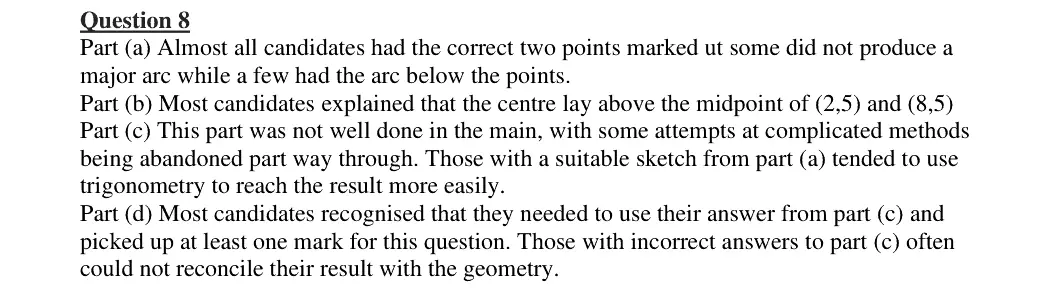 Question 8
Part (a) Almost all candidates had the correct two points marked ut some did not produce a
major arc while a few had the arc below the points.
Part (b) Most candidates explained that the centre lay above the midpoint of (2,5) and (8,5)
Part (c) This part was not well done in the main, with some attempts at complicated methods
being abandoned part way through. Those with a suitable sketch from part (a) tended to use
trigonometry to reach the result more easily.
Part (d) Most candidates recognised that they needed to use their answer from part (c) and
picked up at least one mark for this question. Those with incorrect answers to part (c) often
could not reconcile their result with the geometry.